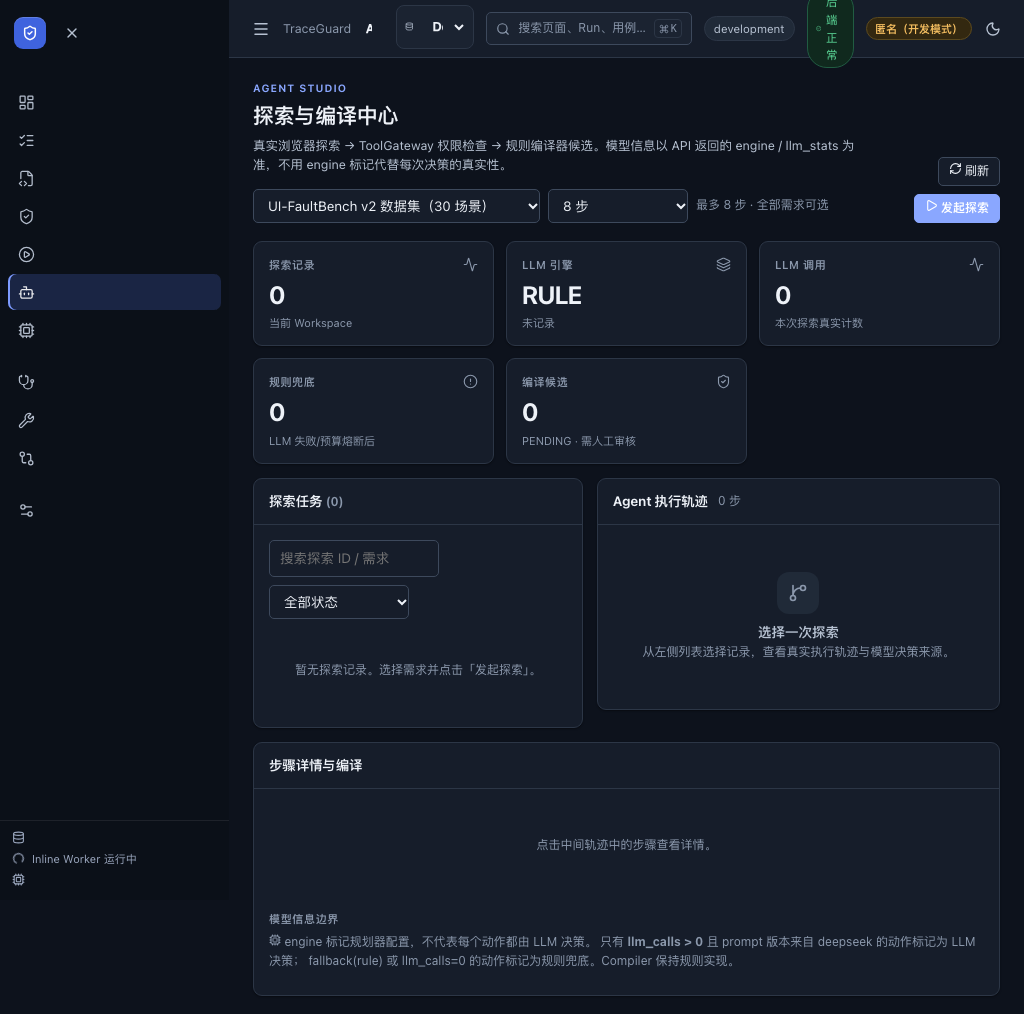 TraceGuard
搜索页面、Run、用例... ⌘K
development
后端正常
匿名（开发模式）
AGENT STUDIO
探索与编译中心
真实浏览器探索 → ToolGateway 权限检查 → 规则编译器候选。模型信息以 API 返回的 engine / llm_stats 为
准，不用 engine 标记代替每次决策的真实性。
刷新
UI-FaultBench v2 数据集（30 场景）
8 步
最多 8 步 · 全部需求可选
发起探索
探索记录
0
当前 Workspace
LLM 引擎
RULE
未记录
LLM 调用
0
本次探索真实计数
规则兜底
0
LLM 失败/预算熔断后
编译候选
0
PENDING · 需人工审核
探索任务 (0)
搜索探索 ID / 需求
全部状态
暂无探索记录。选择需求并点击「发起探索」。
Agent 执行轨迹 0 步
选择一次探索
从左侧列表选择记录，查看真实执行轨迹与模型决策来源。
步骤详情与编译
点击中间轨迹中的步骤查看详情。
模型信息边界
engine 标记规划器配置，不代表每个动作都由 LLM 决策。 只有 llm_calls > 0 且 prompt 版本来自 deepseek 的动作标记为 LLM
决策； fallback(rule) 或 llm_calls=0 的动作标记为规则兜底。Compiler 保持规则实现。
Inline Worker 运行中